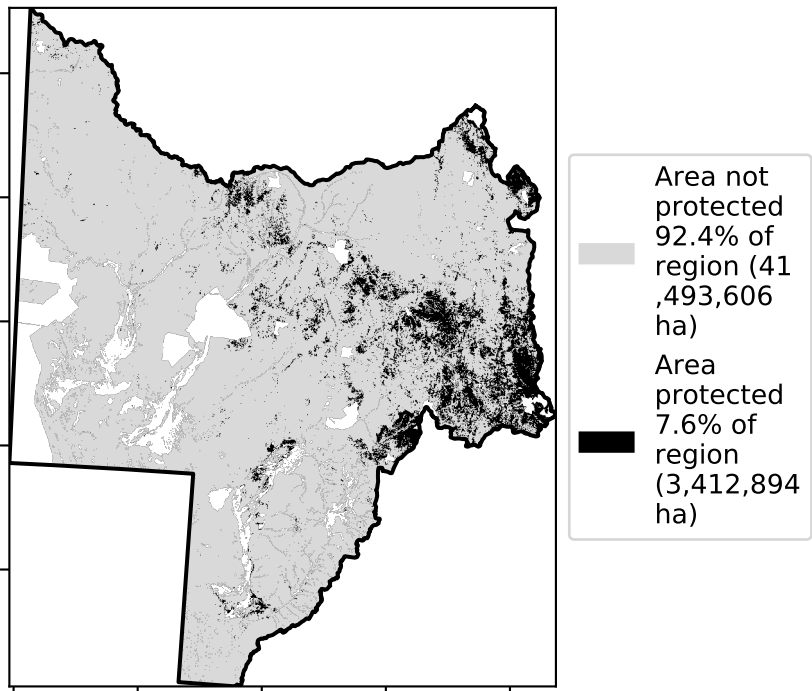 Area not
protected
92.4% of
region (41
,493,606
ha)
Area
protected
7.6% of
region
(3,412,894
ha)